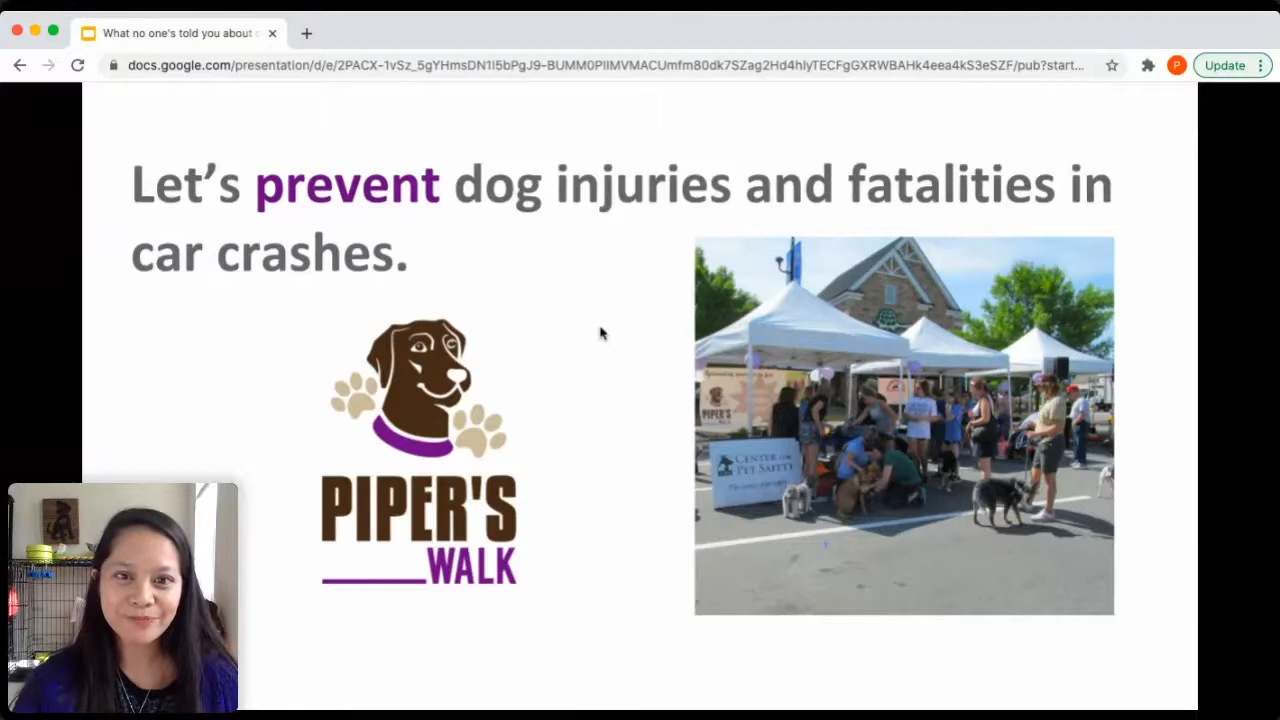 What no one's told you about
docs.google.com/presentation/d/e/2PACX-1vSz_5gYHmsDN1I5bPgJ9-BUMM0PIIMVMACUmfm80dk7SZag2Hd4hlyTECFgGXRWBAHk4eea4kS3eSZF/pub?start...
P
Update
Let's prevent dog injuries and fatalities in
car crashes.
PIPER'S
WALK
PIPER'S
WALK
CENTER FOR
PET SAFETY